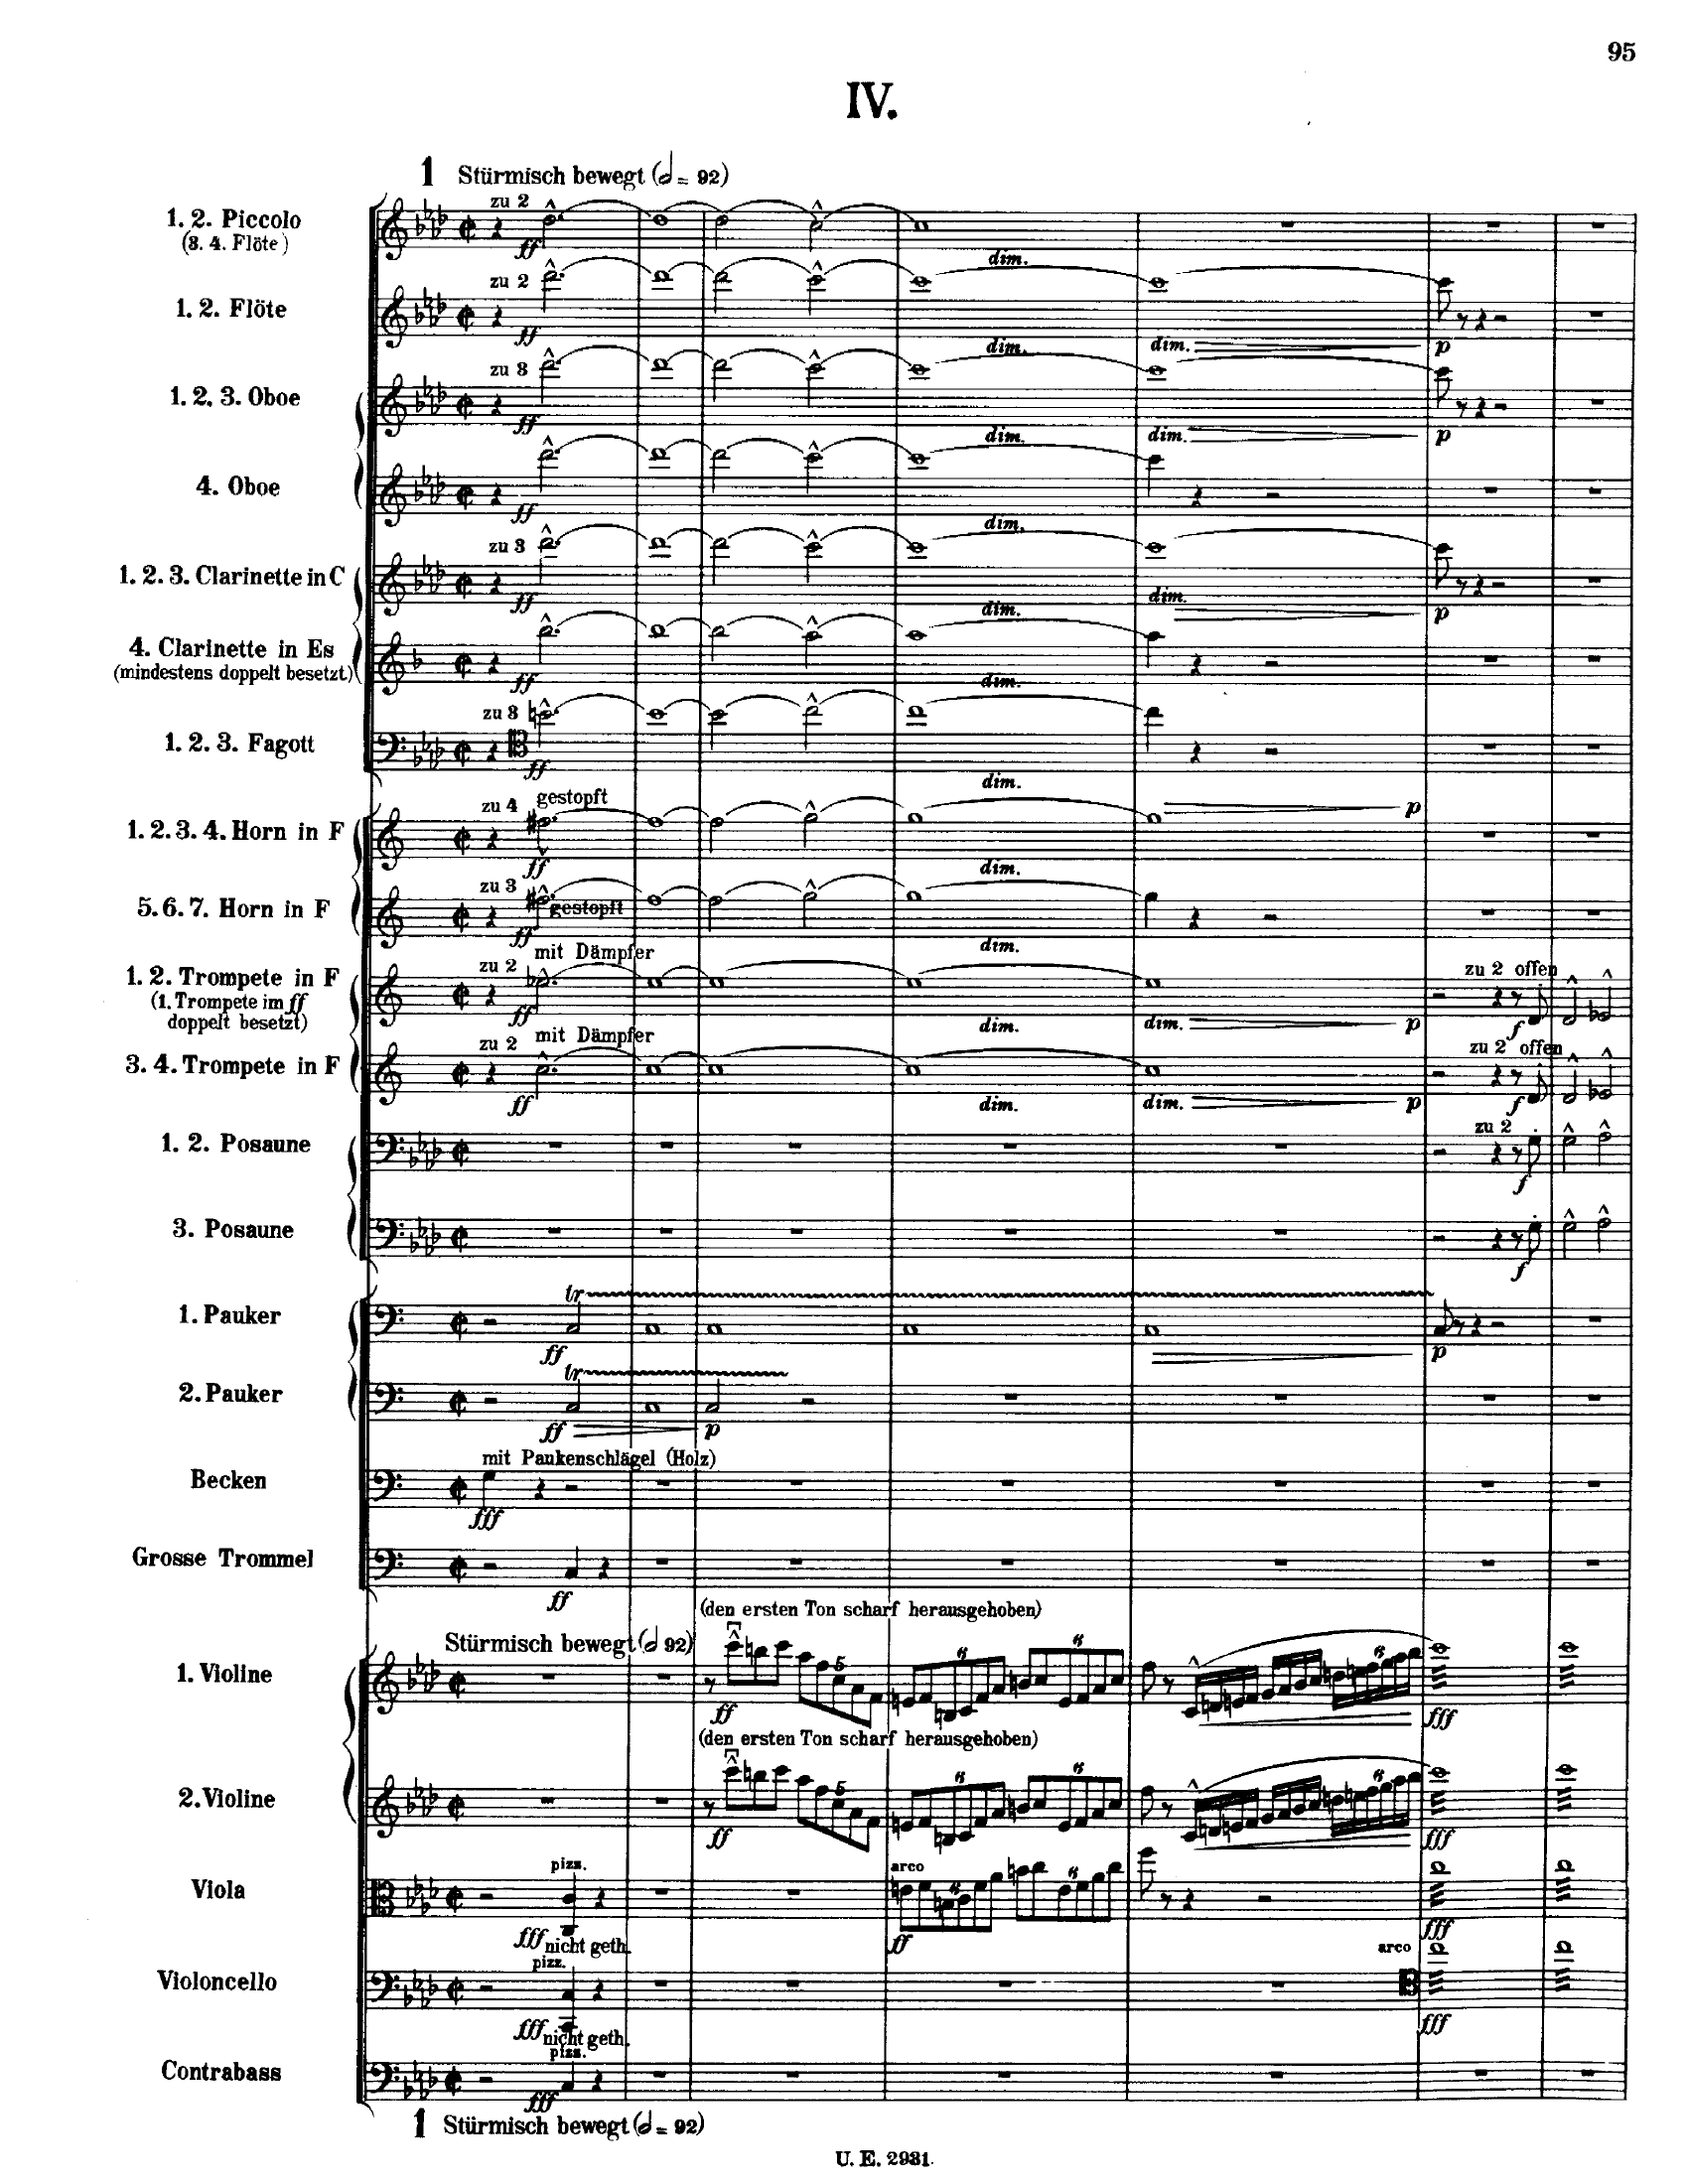 95
IV.
1 Stürmisch bewegt (𝅗𝅥 = 92)
1. 2. Piccolo
(3. 4. Flöte)
zu 2
ff
dim.
1. 2. Flöte
zu 2
ff
dim.
dim.
p
1. 2. 3. Oboe
zu 3
ff
dim.
dim.
p
4. Oboe
ff
dim.
1. 2. 3. Clarinette in C
zu 3
ff
dim.
dim.
p
4. Clarinette in Es
(mindestens doppelt besetzt)
ff
dim.
1. 2. 3. Fagott
zu 3
ff
dim.
1. 2. 3. 4. Horn in F
zu 4
gestopft
ff
dim.
p
5. 6. 7. Horn in F
zu 3
gestopft
ff
dim.
1. 2. Trompete in F
(1. Trompete im ff
doppelt besetzt)
zu 2
mit Dämpfer
ff
dim.
dim.
p
zu 2 offen
f
3. 4. Trompete in F
zu 2
mit Dämpfer
ff
dim.
dim.
p
zu 2 offen
f
1. 2. Posaune
zu 2
f
3. Posaune
f
1. Pauker
tr
ff
p
2. Pauker
tr
ff
p
Becken
mit Paukenschlägel (Holz)
fff
Grosse Trommel
ff
(den ersten Ton scharf herausgehoben)
Stürmisch bewegt (𝅗𝅥 92)
1. Violine
ff
5
6
6
6
fff
(den ersten Ton scharf herausgehoben)
2. Violine
ff
5
6
6
6
fff
Viola
pizz.
fff nicht geth.
arco
ff
6
6
fff
Violoncello
pizz.
fff nicht geth.
arco
fff
Contrabass
pizz.
fff
1 Stürmisch bewegt (𝅗𝅥 = 92)
U. E. 2931.